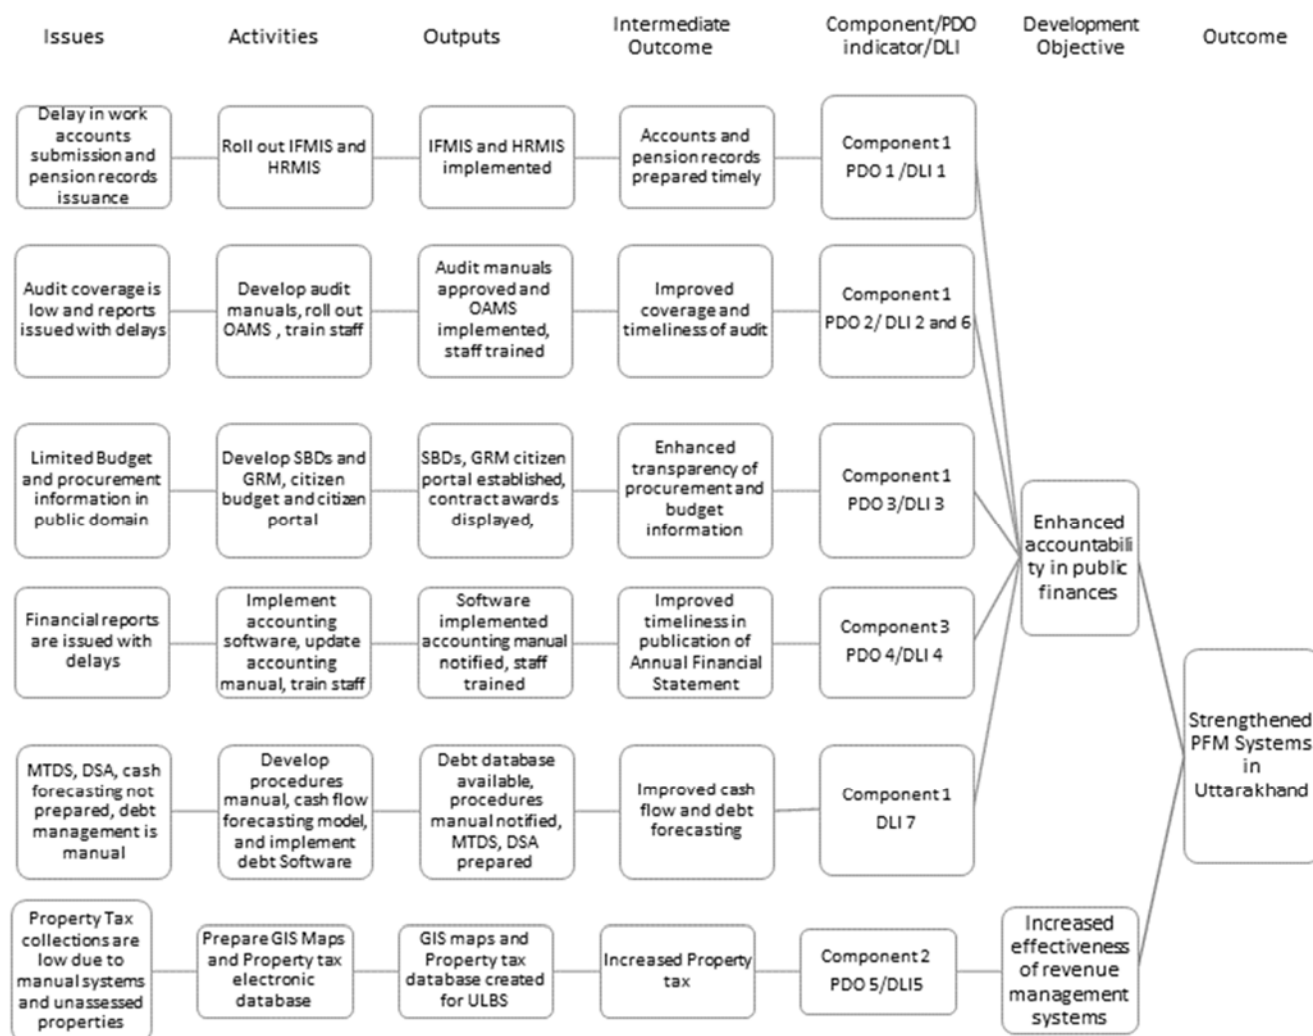 Issues
Activities
Outputs
Intermediate
Outcome
Component/PDO
indicator/DLI
Development
Objective
Outcome
Delay in work
accounts
submission and
pension records
issuance
Roll out IFMIS and
HRMIS
IFMIS and HRMIS
implemented
Accounts and
pension records
prepared timely
Component 1
PDO 1 /DLI 1
Audit coverage is
low and reports
issued with delays
Develop audit
manuals, roll out
OAMS , train staff
Audit manuals
approved and
OAMS
implemented,
staff trained
Improved
coverage and
timeliness of audit
Component 1
PDO 2/ DLI 2 and 6
Limited Budget
and procurement
information in
public domain
Develop SBDs and
GRM, citizen
budget and citizen
portal
SBDs, GRM citizen
portal established,
contract awards
displayed,
Enhanced
transparency of
procurement and
budget
information
Component 1
PDO 3/DLI 3
Financial reports
are issued with
delays
Implement
accounting
software, update
accounting
manual, train staff
Software
implemented
accounting manual
notified, staff
trained
Improved
timeliness in
publication of
Annual Financial
Statement
Component 3
PDO 4/DLI 4
MTDS, DSA, cash
forecasting not
prepared, debt
management is
manual
Develop
procedures
manual, cash flow
forecasting model,
and implement
debt Software
Debt database
available,
procedures
manual notified,
MTDS, DSA
prepared
Improved cash
flow and debt
forecasting
Component 1
DLI 7
Property Tax
collections are
low due to
manual systems
and unassessed
properties
Prepare GIS Maps
and Property tax
electronic
database
GIS maps and
Property tax
database created
for ULBS
Increased Property
tax
Component 2
PDO 5/DLI5
Enhanced
accountabili
ty in public
finances
Increased
effectiveness
of revenue
management
systems
Strengthened
PFM Systems
in
Uttarakhand